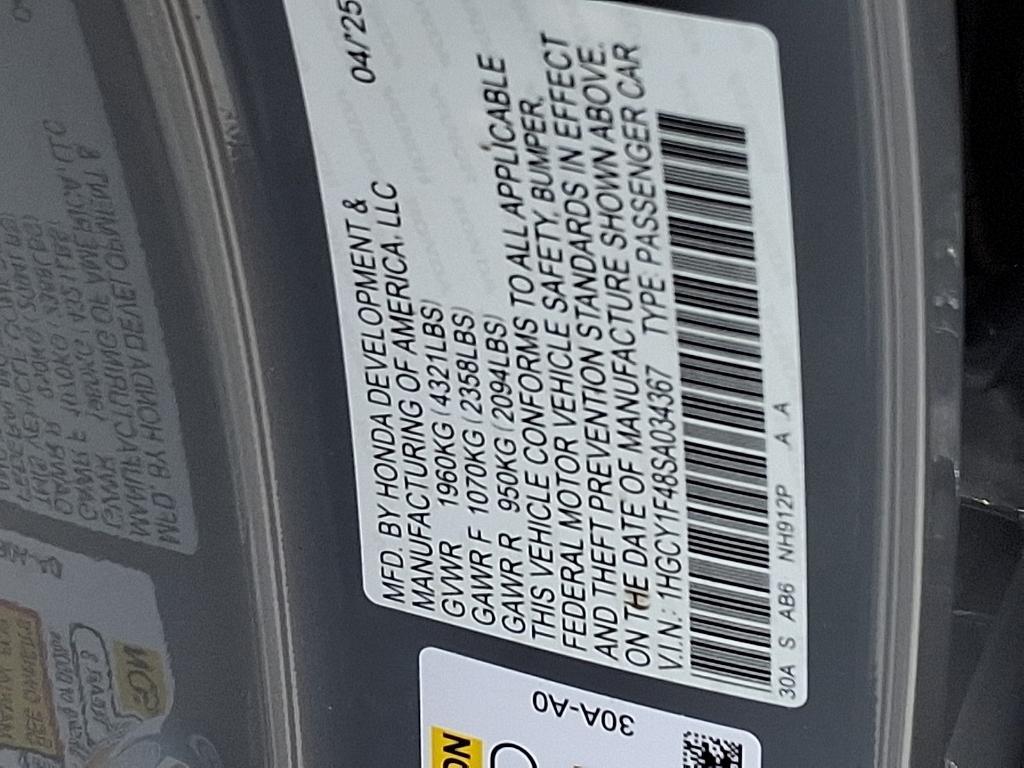 04/'25
MFD. BY HONDA DEVELOPMENT &
MANUFACTURING OF AMERICA, LLC
GVWR 1960KG (4321LBS)
GAWR F 1070KG (2358LBS)
GAWR R 950KG (2094LBS)
THIS VEHICLE CONFORMS TO ALL APPLICABLE
FEDERAL MOTOR VEHICLE SAFETY, BUMPER,
AND THEFT PREVENTION STANDARDS IN EFFECT
ON THE DATE OF MANUFACTURE SHOWN ABOVE.
V.I.N.: 1HGCY1F48SA034367 TYPE: PASSENGER CAR
30A S AB6 NH912P A A
30A-A0
ON